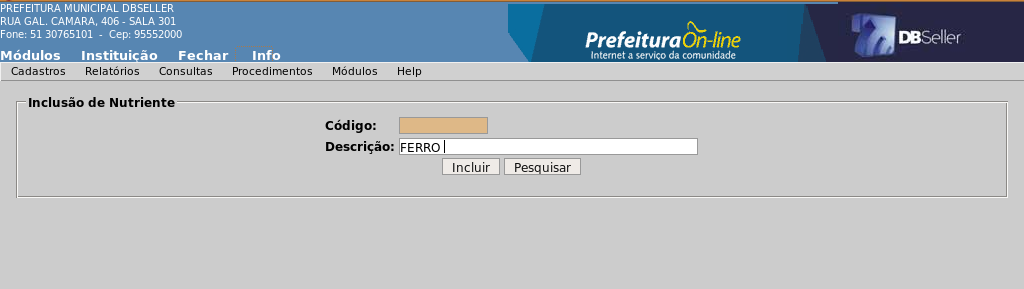 PREFEITURA MUNICIPAL DBSELLER
RUA GAL. CAMARA, 406 - SALA 301
Fone: 51 30765101 - Cep: 95552000
Prefeitura On-line
Internet a serviço da comunidade
DBSeller
Módulos Instituição Fechar Info
Cadastros Relatórios Consultas Procedimentos Módulos Help
Inclusão de Nutriente
Código:
Descrição: FERRO
Incluir Pesquisar